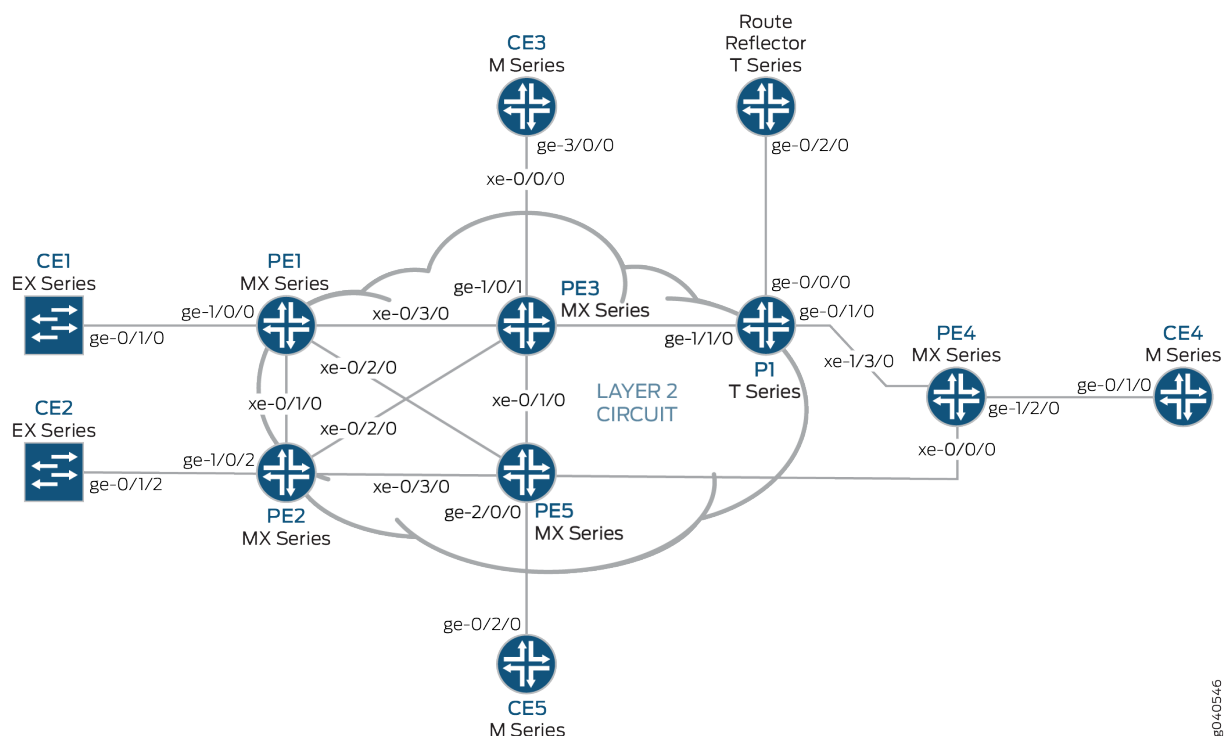 CE3
M Series
ge-3/0/0
xe-0/0/0
Route
Reflector
T Series
ge-0/2/0
CE1
EX Series
ge-0/1/0
PE1
MX Series
ge-1/0/0
xe-0/3/0
ge-1/0/1
PE3
MX Series
ge-1/1/0
ge-0/0/0
ge-0/1/0
P1
T Series
xe-1/3/0
PE4
MX Series
ge-1/2/0
xe-0/0/0
CE4
M Series
ge-0/1/0
xe-0/2/0
xe-0/1/0
xe-0/2/0
xe-0/1/0
LAYER 2
CIRCUIT
CE2
EX Series
ge-0/1/2
ge-1/0/2
PE2
MX Series
xe-0/3/0
ge-2/0/0
PE5
MX Series
ge-0/2/0
CE5
M Series
g040546